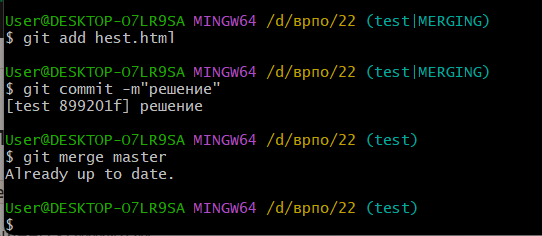 User@DESKTOP-O7LR9SA MINGW64 /d/врпо/22 (test|MERGING)
$ git add hest.html
User@DESKTOP-O7LR9SA MINGW64 /d/врпо/22 (test|MERGING)
$ git commit -m"решение"
[test 899201f] решение
User@DESKTOP-O7LR9SA MINGW64 /d/врпо/22 (test)
$ git merge master
Already up to date.
User@DESKTOP-O7LR9SA MINGW64 /d/врпо/22 (test)
$